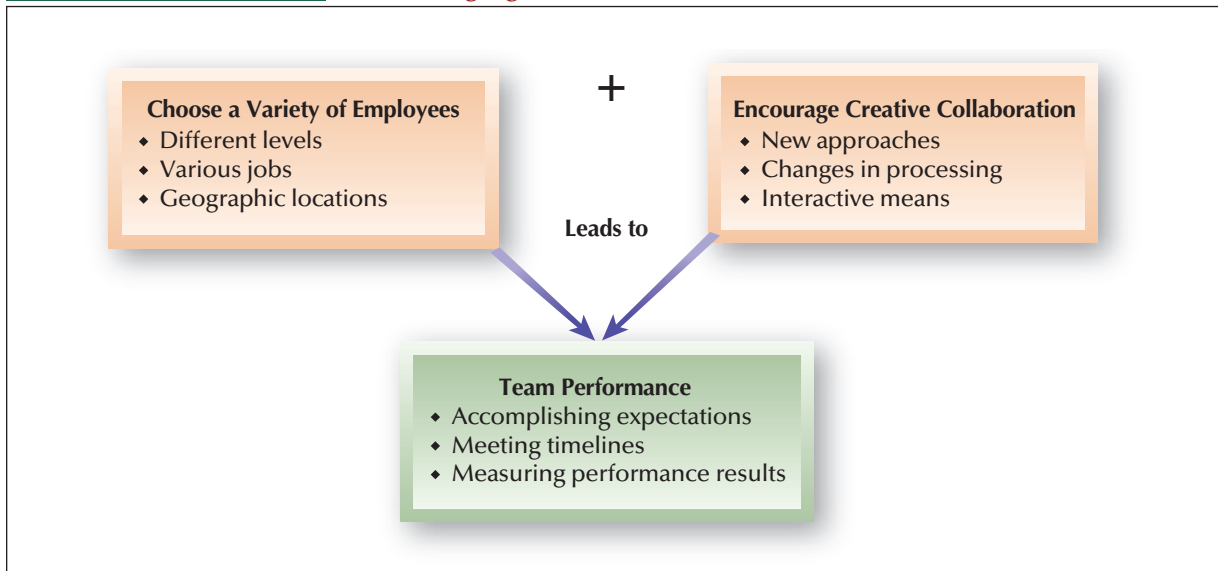 Choose a Variety of Employees
◆ Different levels
◆ Various jobs
◆ Geographic locations
+
Encourage Creative Collaboration
◆ New approaches
◆ Changes in processing
◆ Interactive means
Leads to
Team Performance
◆ Accomplishing expectations
◆ Meeting timelines
◆ Measuring performance results